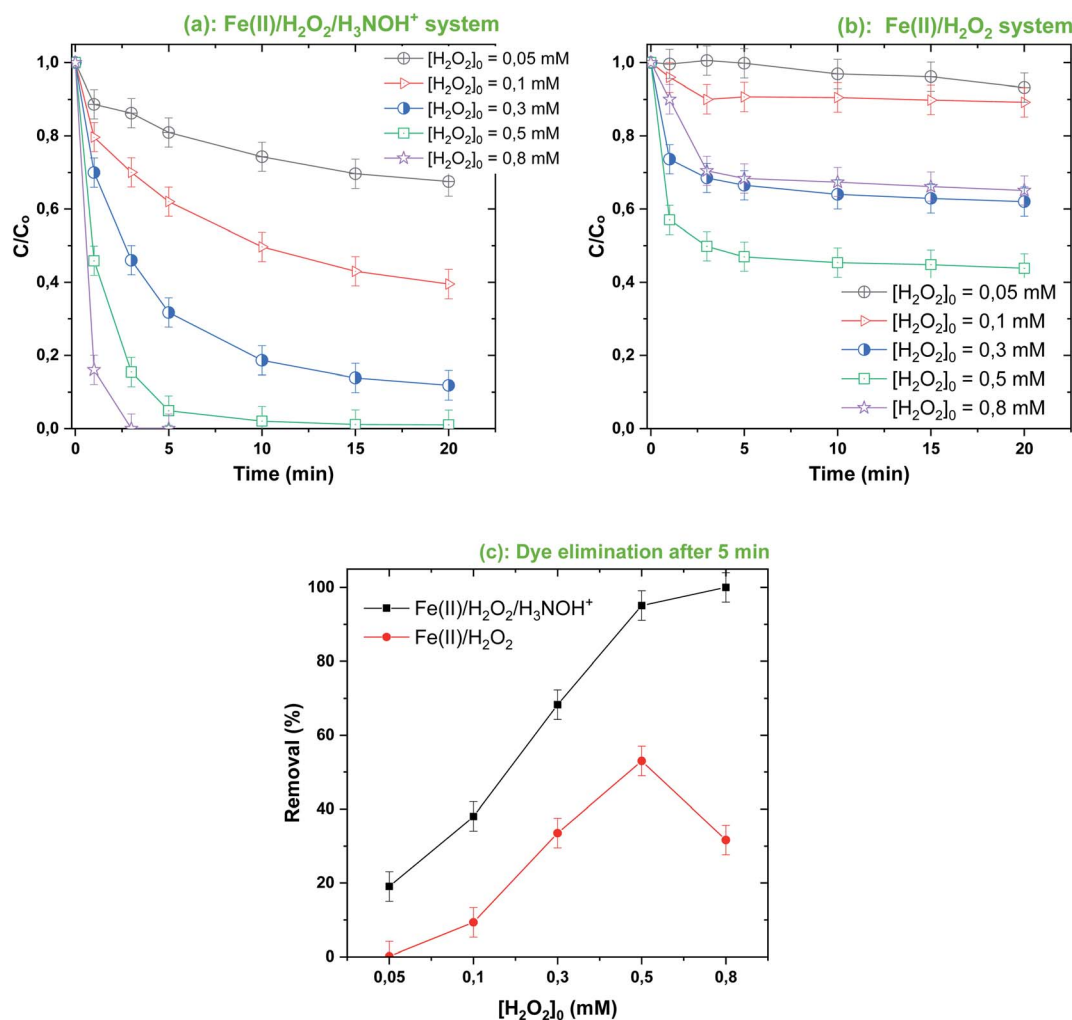 (a): Fe(II)/H₂O₂/H₃NOH⁺ system
C/Cₒ
1,0
0,8
0,6
0,4
0,2
0,0
[H₂O₂]₀ = 0,05 mM
[H₂O₂]₀ = 0,1 mM
[H₂O₂]₀ = 0,3 mM
[H₂O₂]₀ = 0,5 mM
[H₂O₂]₀ = 0,8 mM
0 5 10 15 20
Time (min)
(b): Fe(II)/H₂O₂ system
C/Cₒ
1,0
0,8
0,6
0,4
0,2
0,0
[H₂O₂]₀ = 0,05 mM
[H₂O₂]₀ = 0,1 mM
[H₂O₂]₀ = 0,3 mM
[H₂O₂]₀ = 0,5 mM
[H₂O₂]₀ = 0,8 mM
0 5 10 15 20
Time (min)
(c): Dye elimination after 5 min
Removal (%)
100
80
60
40
20
0
Fe(II)/H₂O₂/H₃NOH⁺
Fe(II)/H₂O₂
0,05 0,1 0,3 0,5 0,8
[H₂O₂]₀ (mM)